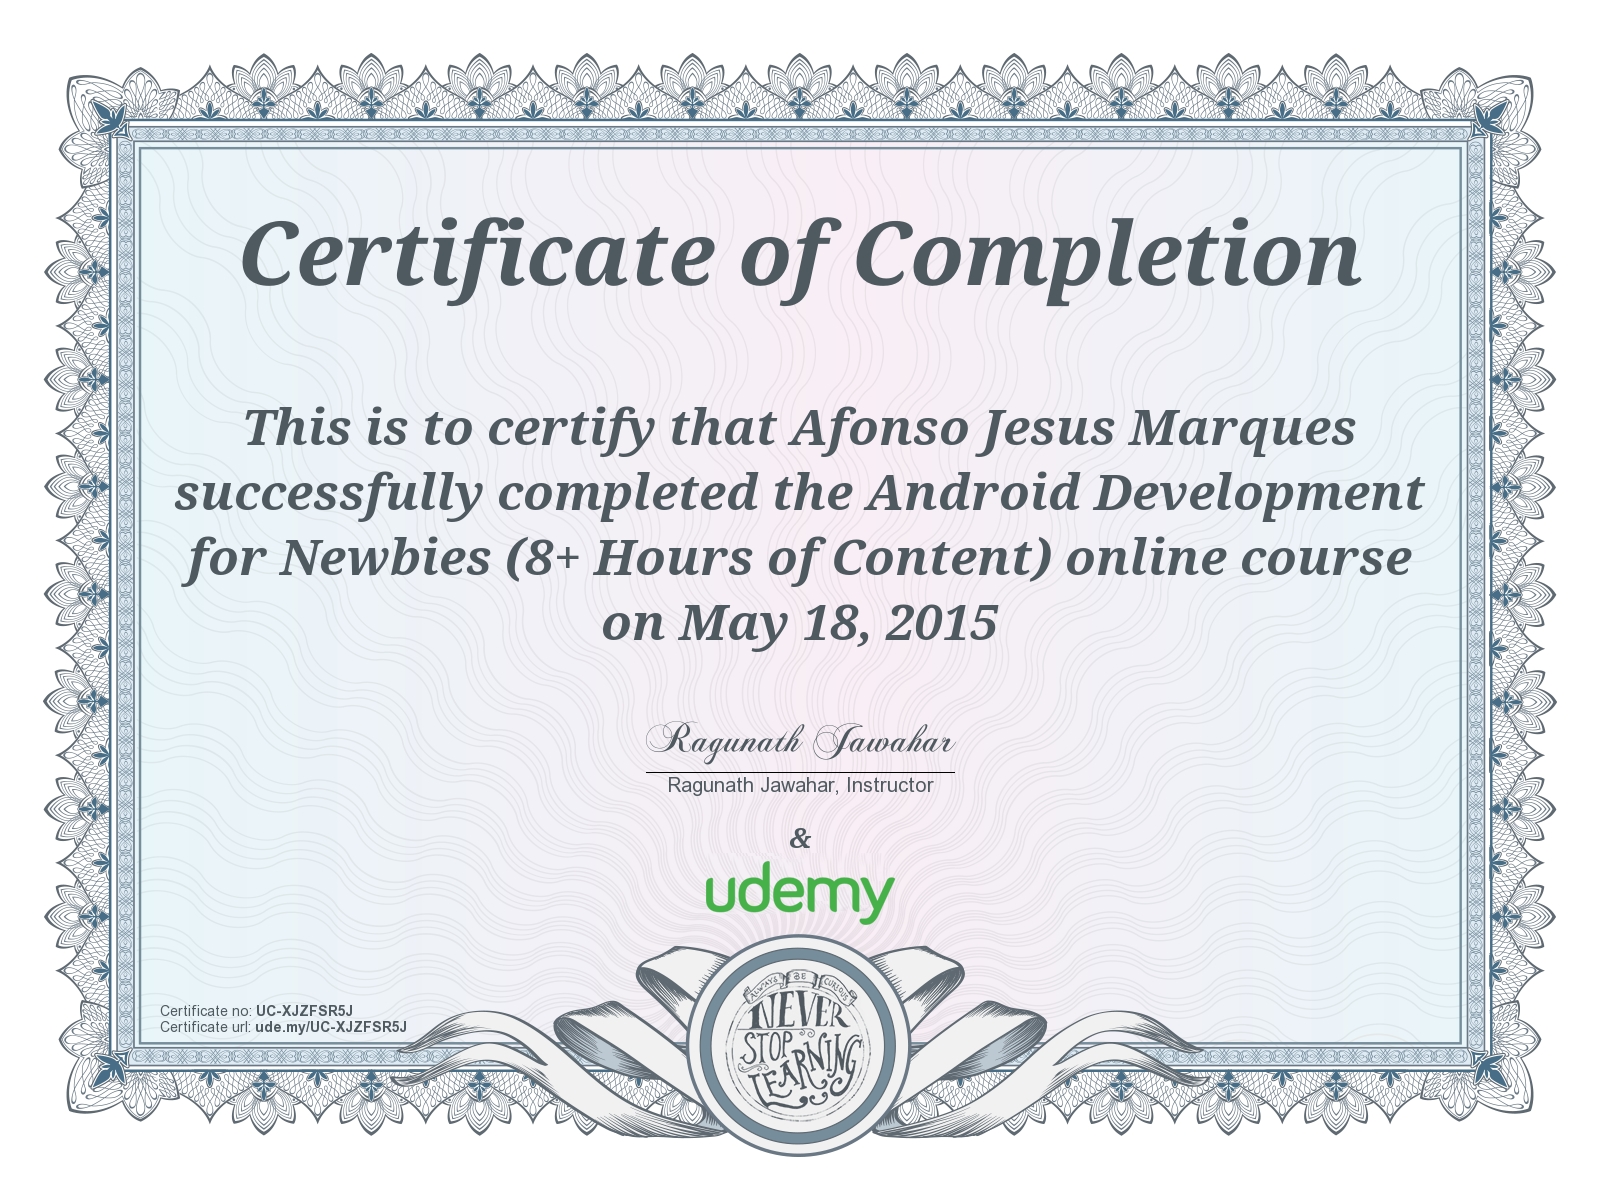 Certificate of Completion
This is to certify that Afonso Jesus Marques
successfully completed the Android Development
for Newbies (8+ Hours of Content) online course
on May 18, 2015
Ragunath Jawahar
Ragunath Jawahar, Instructor
&
udemy
Certificate no: UC-XJZFSR5J
Certificate url: ude.my/UC-XJZFSR5J
ALWAYS BE CURIOUS
NEVER
STOP
LEARNING